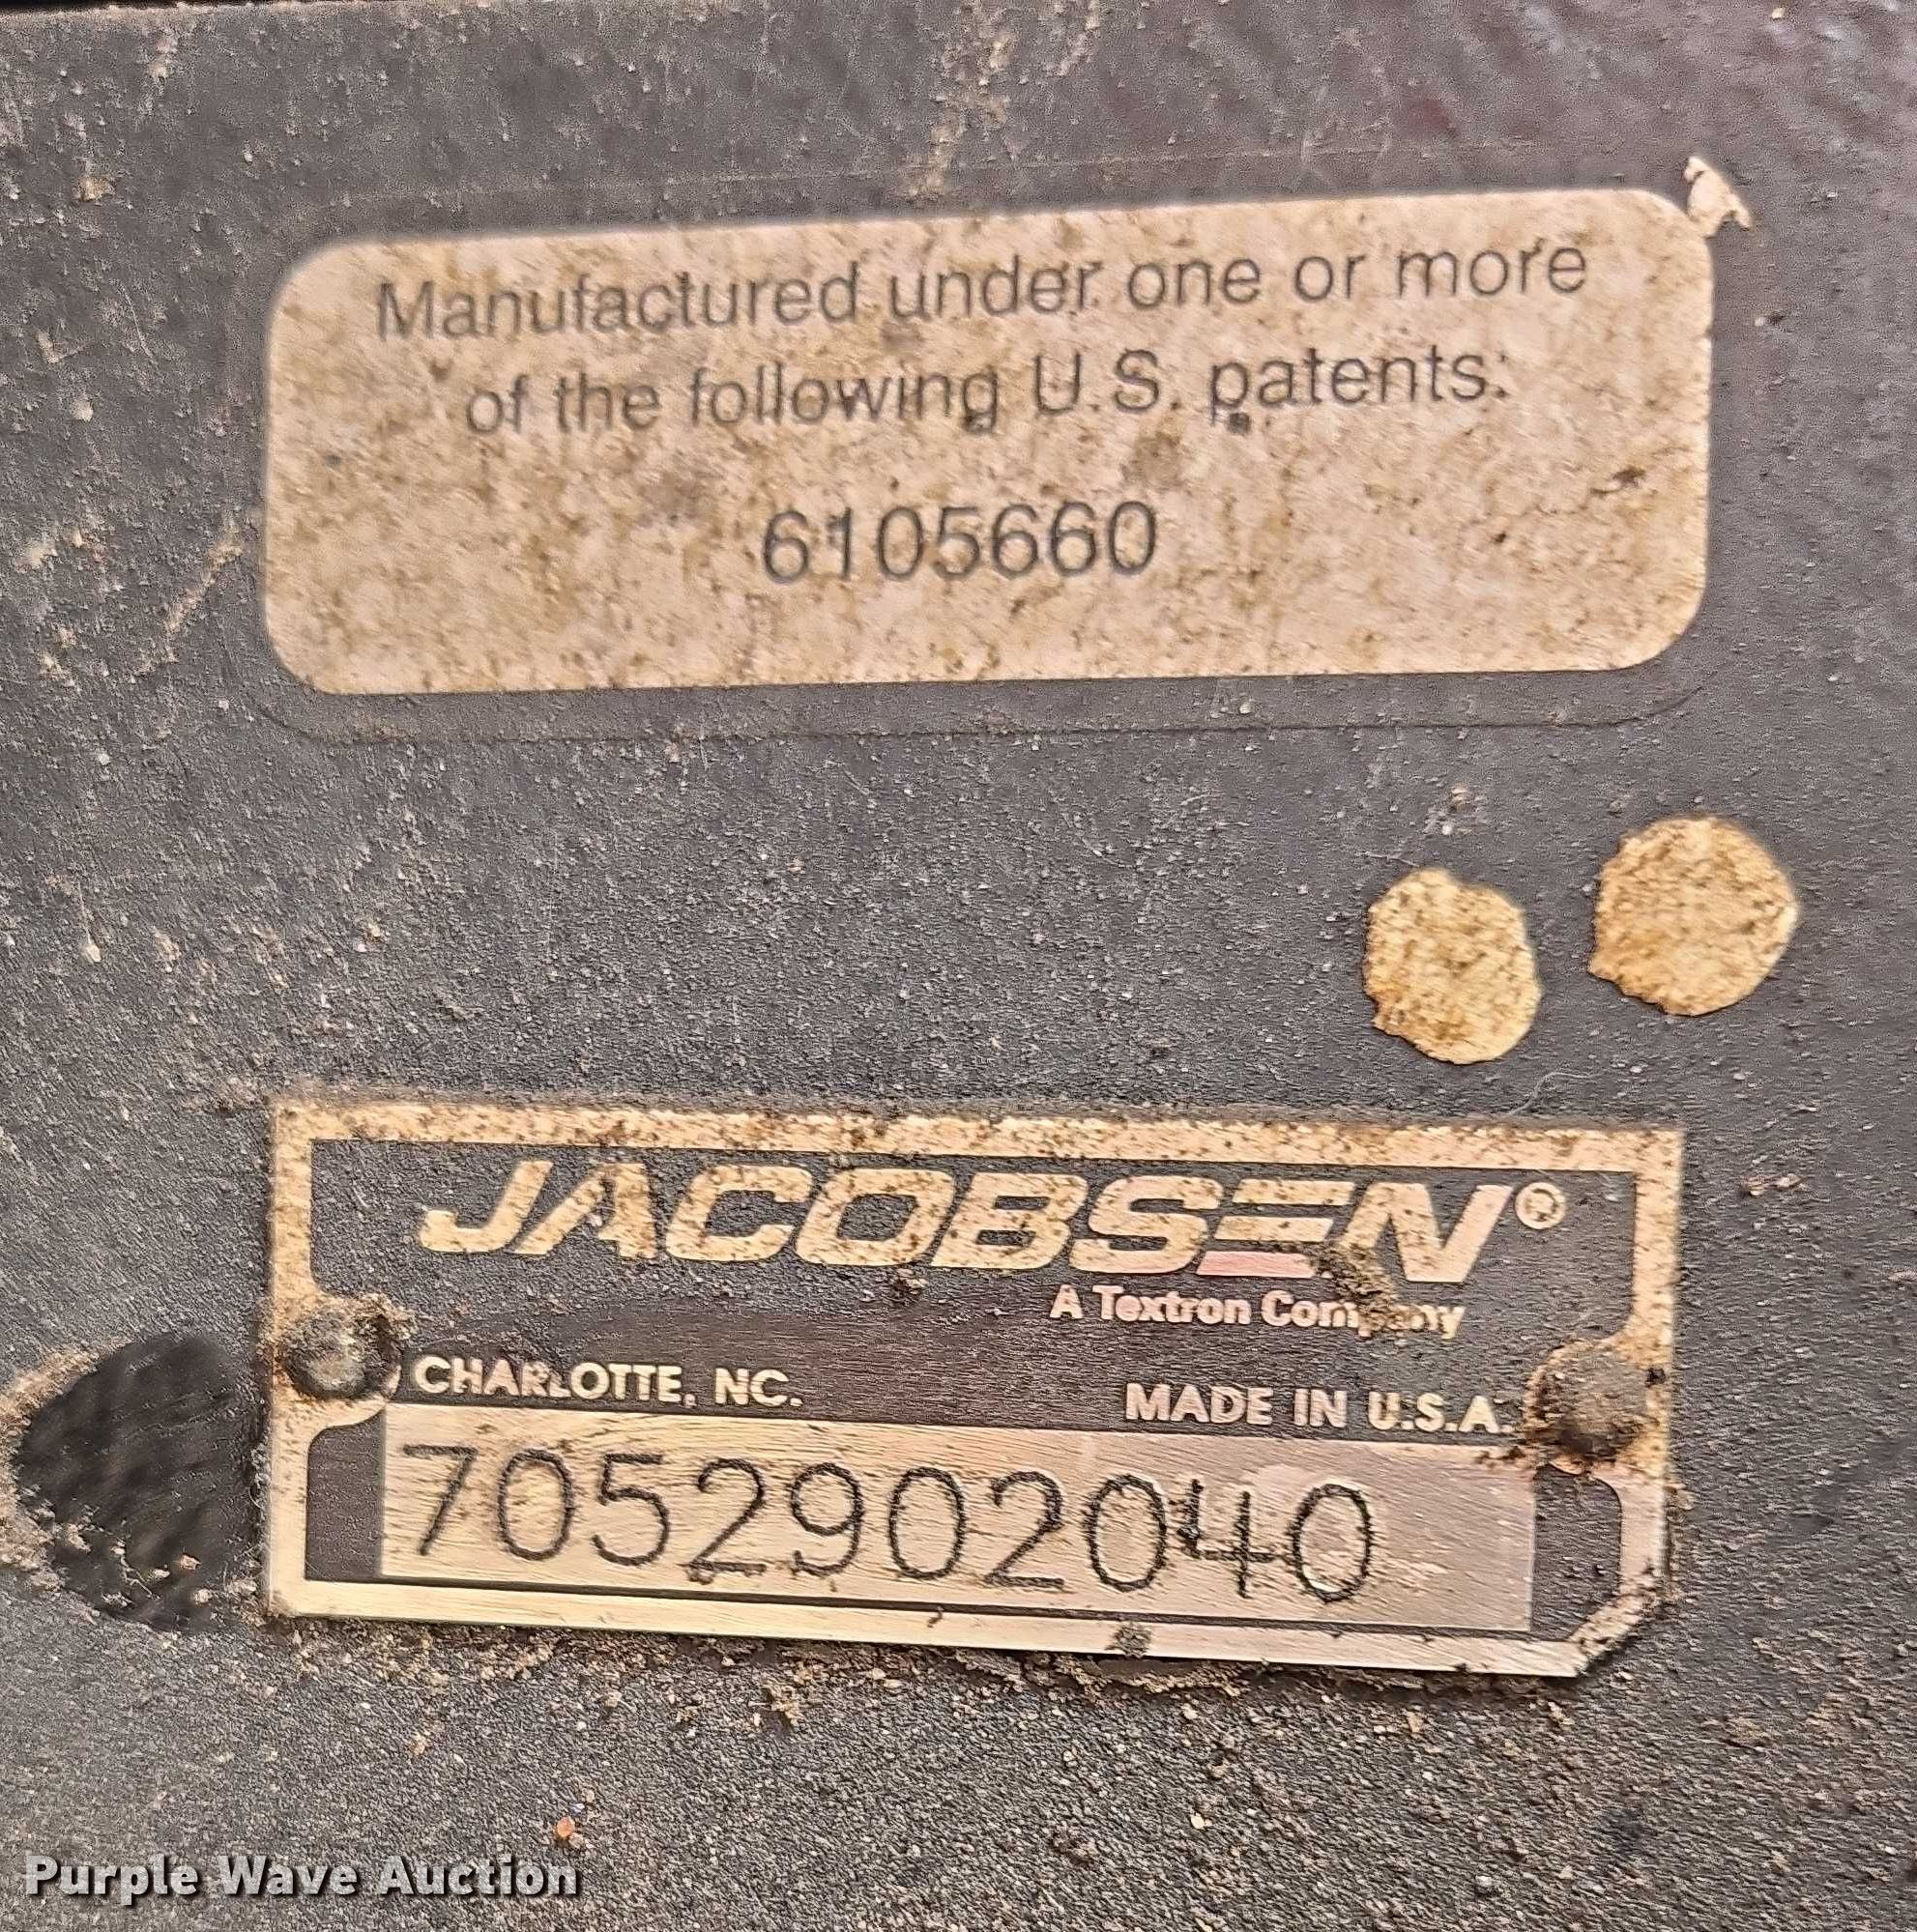 Manufactured under one or more
of the following U.S. patents:
6105660
JACOBSEN®
A Textron Company
CHARLOTTE, NC. MADE IN U.S.A.
7052902040
Purple Wave Auction